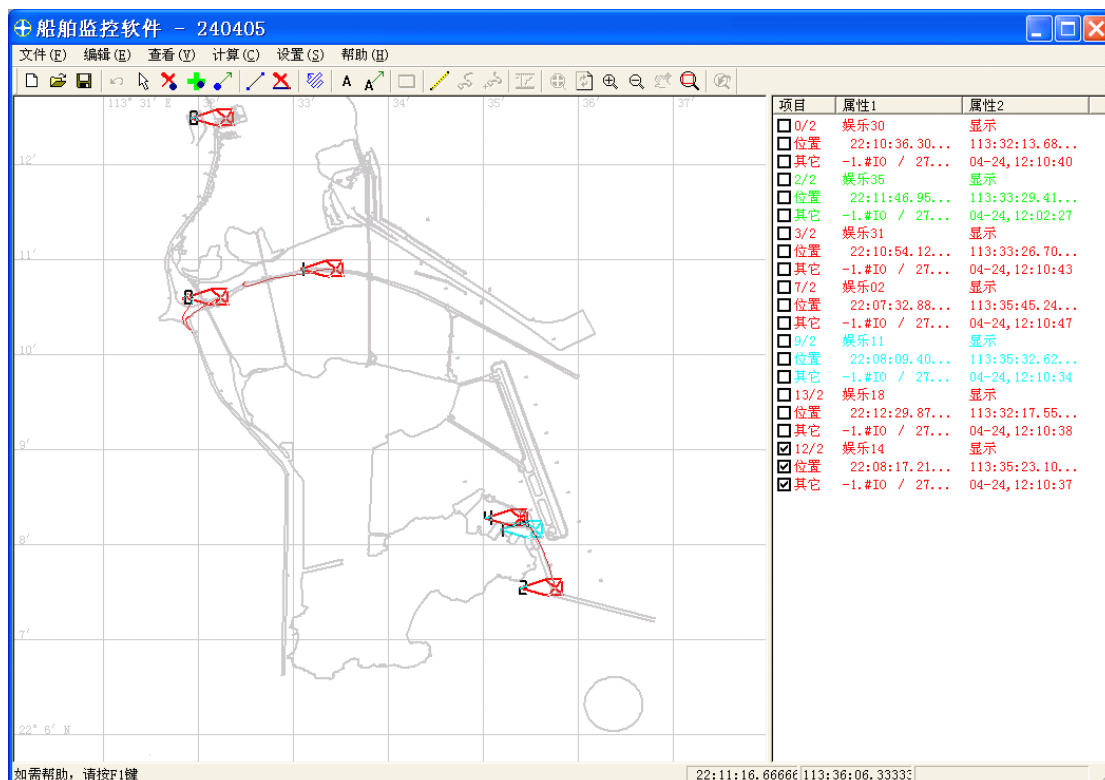 船舶监控软件 - 240405
文件(F) 编辑(E) 查看(V) 计算(C) 设置(S) 帮助(H)
A A
113° 31′ E 33′ 34′ 35′ 36′ 37′
12′
11′
10′
9′
8′
7′
22° 6′ N
8
1
8
4
1
2
项目 属性1 属性2
0/2 娱乐30 显示
位置 22:10:36.30... 113:32:13.68...
其它 -1.#IO / 27... 04-24,12:10:40
2/2 娱乐35 显示
位置 22:11:46.95... 113:33:29.41...
其它 -1.#IO / 27... 04-24,12:02:27
3/2 娱乐31 显示
位置 22:10:54.12... 113:33:26.70...
其它 -1.#IO / 27... 04-24,12:10:43
7/2 娱乐02 显示
位置 22:07:32.88... 113:35:45.24...
其它 -1.#IO / 27... 04-24,12:10:47
9/2 娱乐11 显示
位置 22:08:09.40... 113:35:32.62...
其它 -1.#IO / 27... 04-24,12:10:34
13/2 娱乐18 显示
位置 22:12:29.87... 113:32:17.55...
其它 -1.#IO / 27... 04-24,12:10:38
12/2 娱乐14 显示
位置 22:08:17.21... 113:35:23.10...
其它 -1.#IO / 27... 04-24,12:10:37
如需帮助, 请按F1键
22:11:16.6666 113:36:06.3333